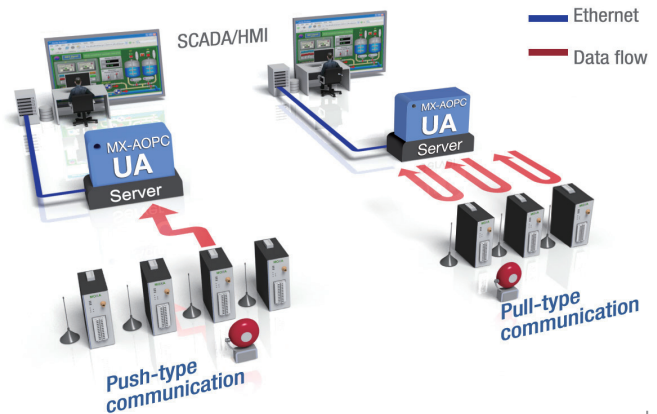 SCADA/HMI
Ethernet
Data flow
MX-AOPC
UA
Server
MX-AOPC
UA
Server
Push-type
communication
Pull-type
communication